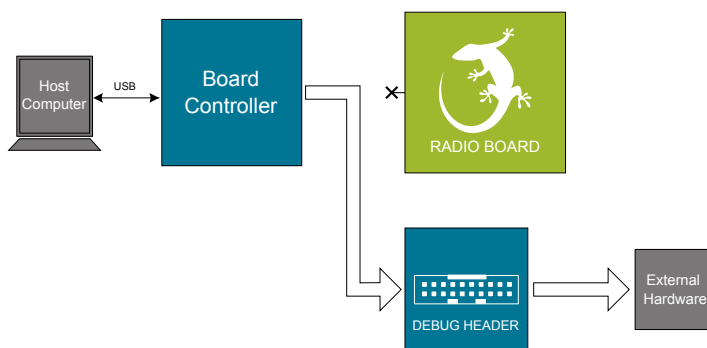 Host
Computer
USB
Board
Controller
RADIO BOARD
DEBUG HEADER
External
Hardware